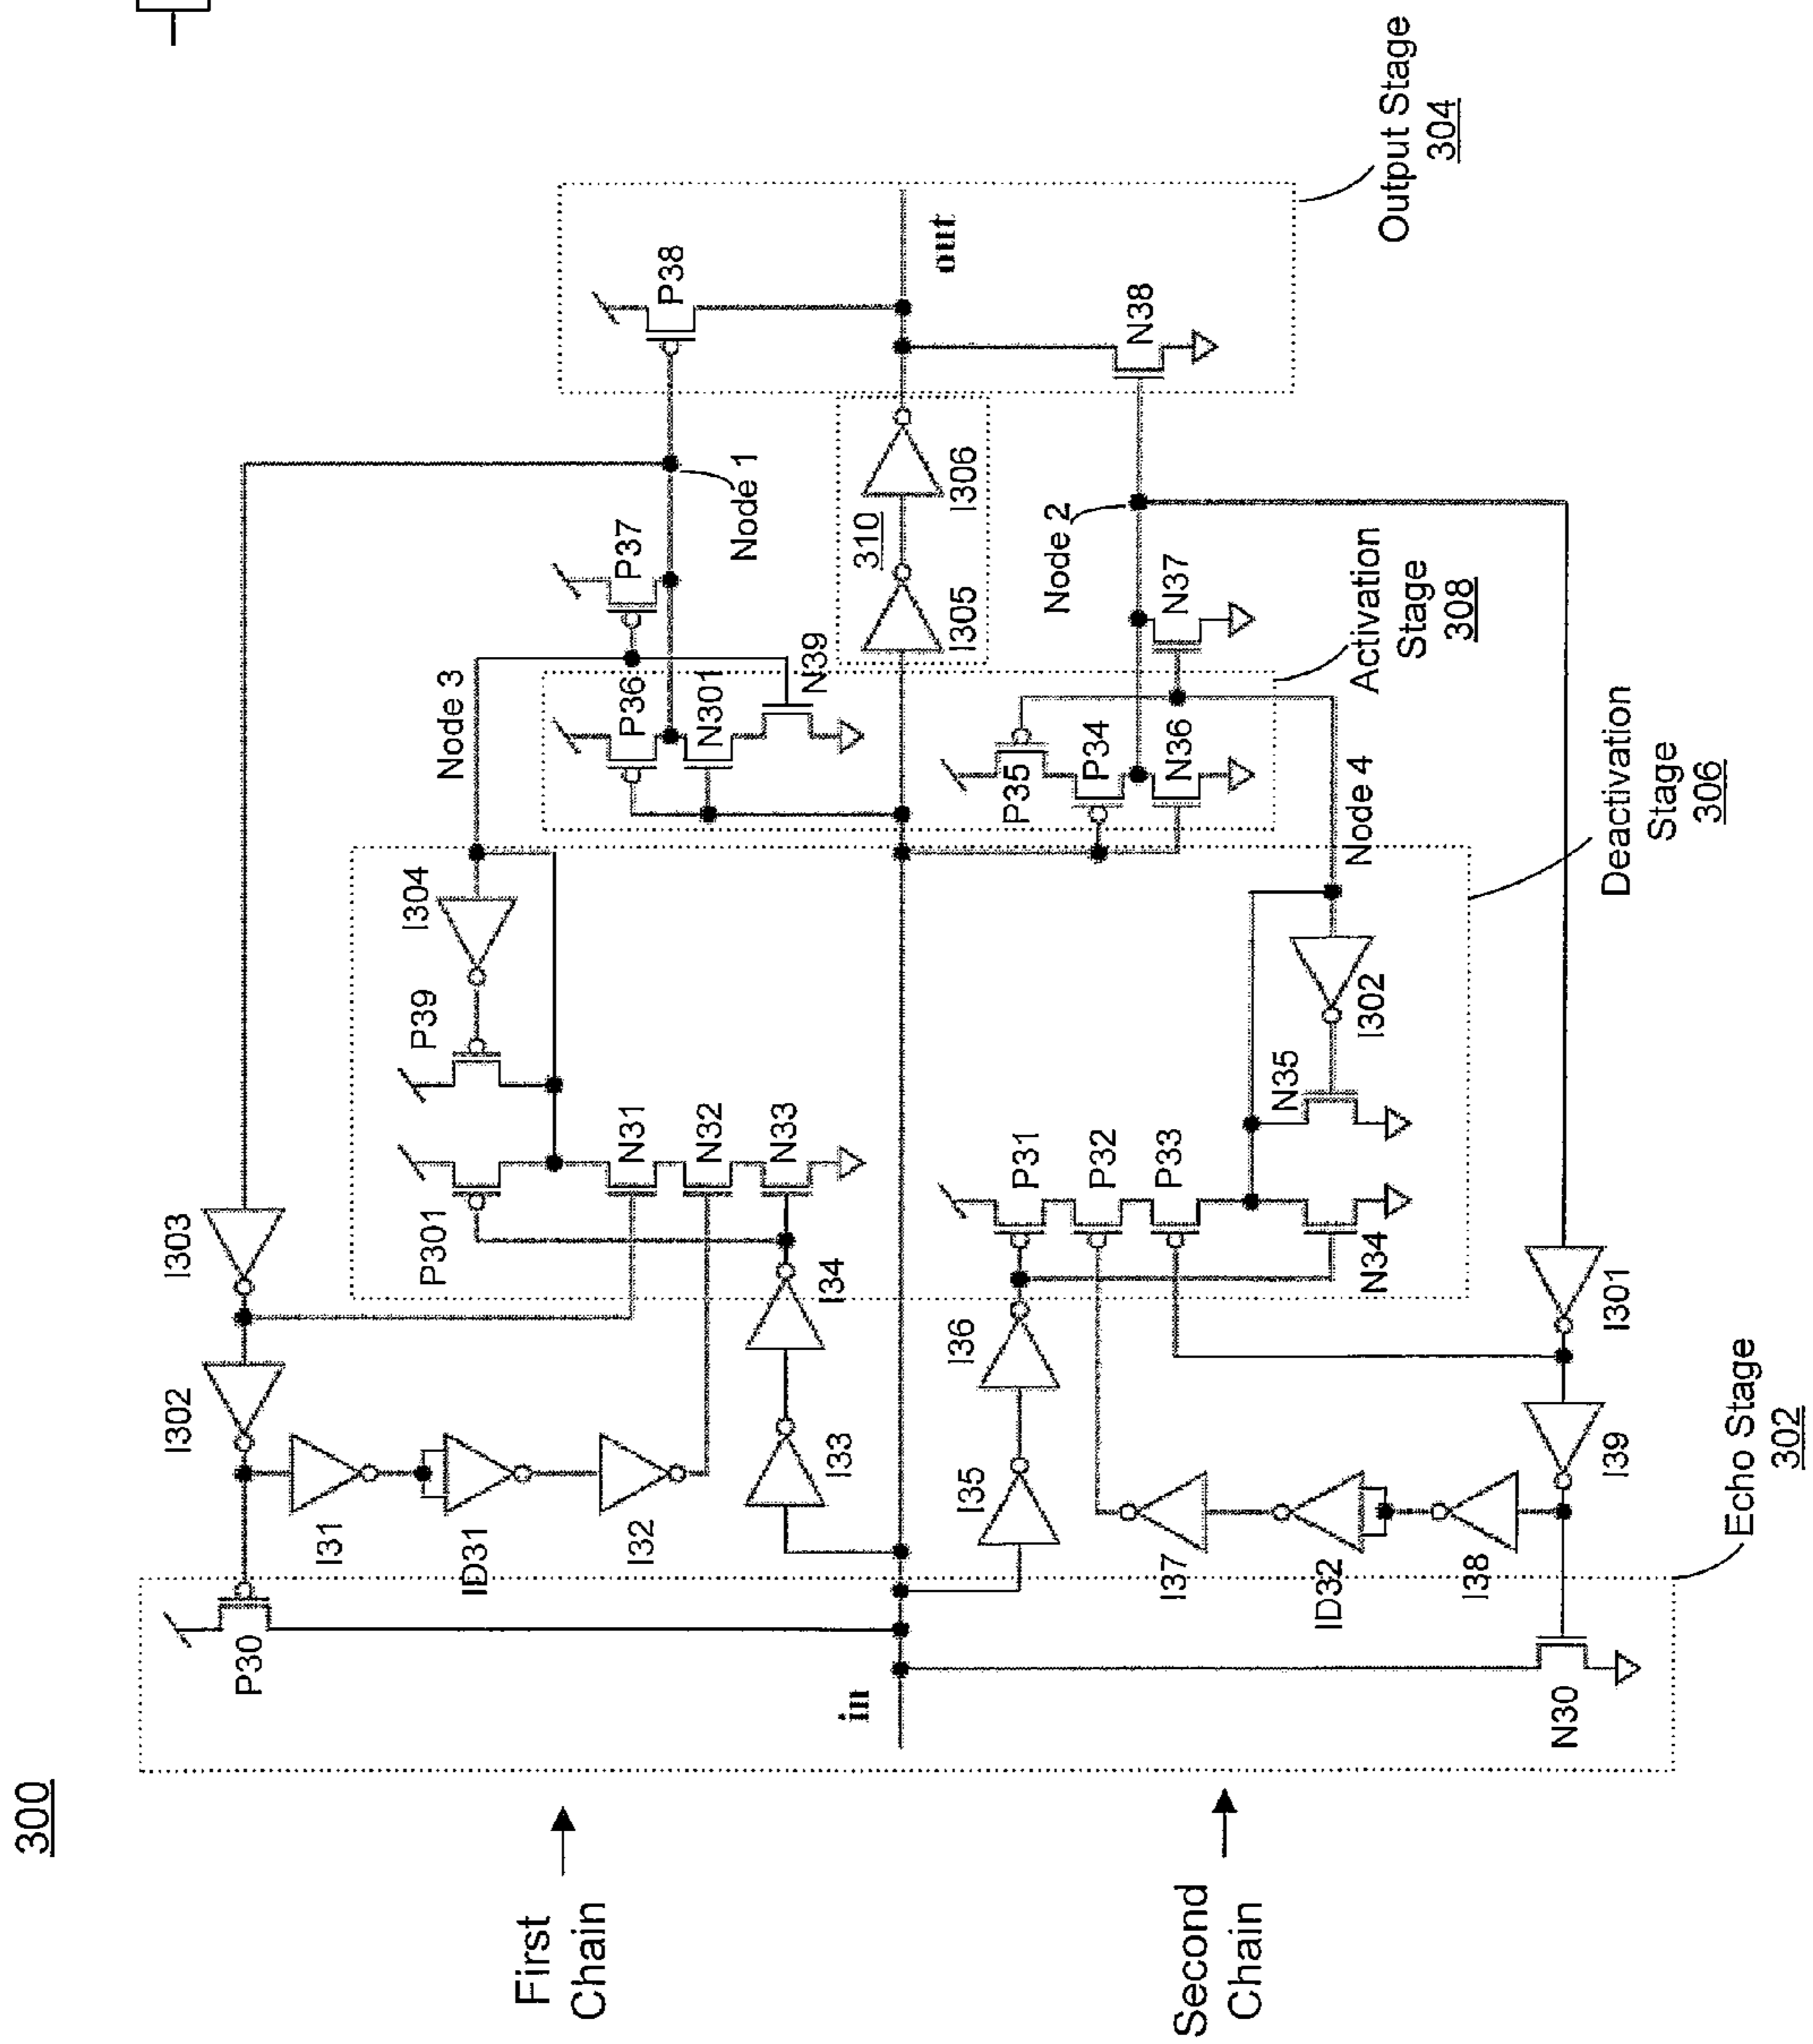 300
First
Chain
Second
Chain
Echo Stage
302
Deactivation
Stage
306
Activation
Stage
308
Output Stage
304
in
out
P30
N30
I302
I303
I31
ID31
I32
I33
I34
P301
P39
I304
N31
N32
N33
Node 3
P36
P37
N301
N39
Node 1
P38
310
I305
I306
I35
I36
P31
P32
P33
N34
N35
I302
Node 4
P35
P34
N36
N37
Node 2
N38
I37
ID32
I38
I39
I301